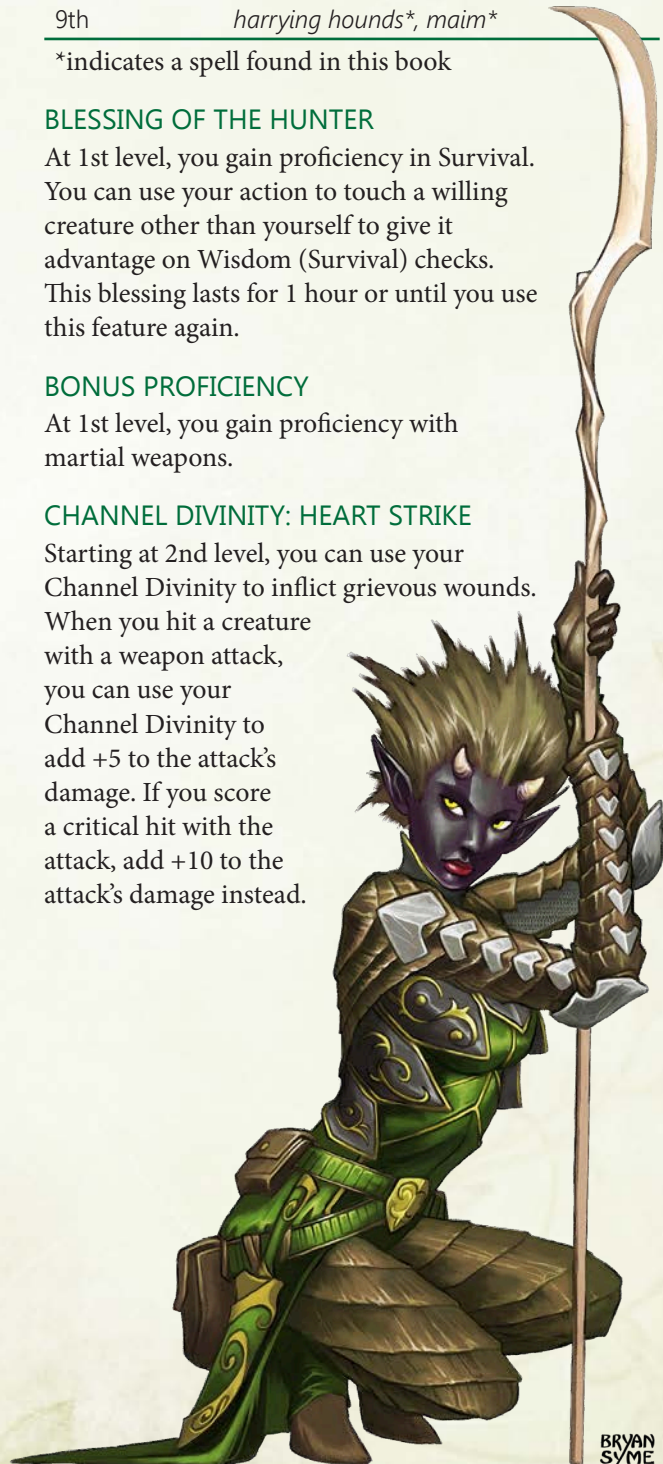 9th harrying hounds*, maim*
*indicates a spell found in this book
BLESSING OF THE HUNTER
At 1st level, you gain proficiency in Survival.
You can use your action to touch a willing
creature other than yourself to give it
advantage on Wisdom (Survival) checks.
This blessing lasts for 1 hour or until you use
this feature again.
BONUS PROFICIENCY
At 1st level, you gain proficiency with
martial weapons.
CHANNEL DIVINITY: HEART STRIKE
Starting at 2nd level, you can use your
Channel Divinity to inflict grievous wounds.
When you hit a creature
with a weapon attack,
you can use your
Channel Divinity to
add +5 to the attack’s
damage. If you score
a critical hit with the
attack, add +10 to the
attack’s damage instead.
BRYAN
SYME